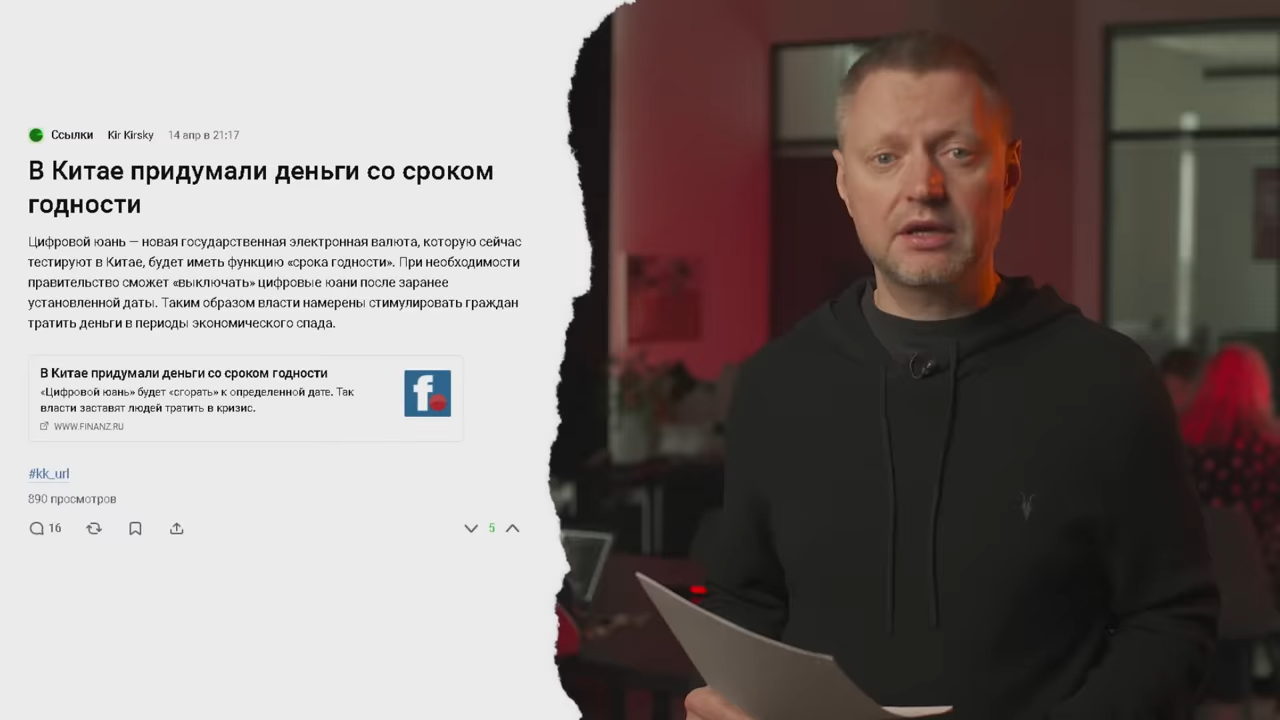 Ссылки Kir Kirsky 14 апр в 21:17
В Китае придумали деньги со сроком
годности
Цифровой юань — новая государственная электронная валюта, которую сейчас
тестируют в Китае, будет иметь функцию «срока годности». При необходимости
правительство сможет «выключать» цифровые юани после заранее
установленной даты. Таким образом власти намерены стимулировать граждан
тратить деньги в периоды экономического спада.
В Китае придумали деньги со сроком годности
«Цифровой юань» будет «сгорать» к определенной дате. Так
власти заставят людей тратить в кризис.
f
WWW.FINANZ.RU
#kk_url
890 просмотров
16
5